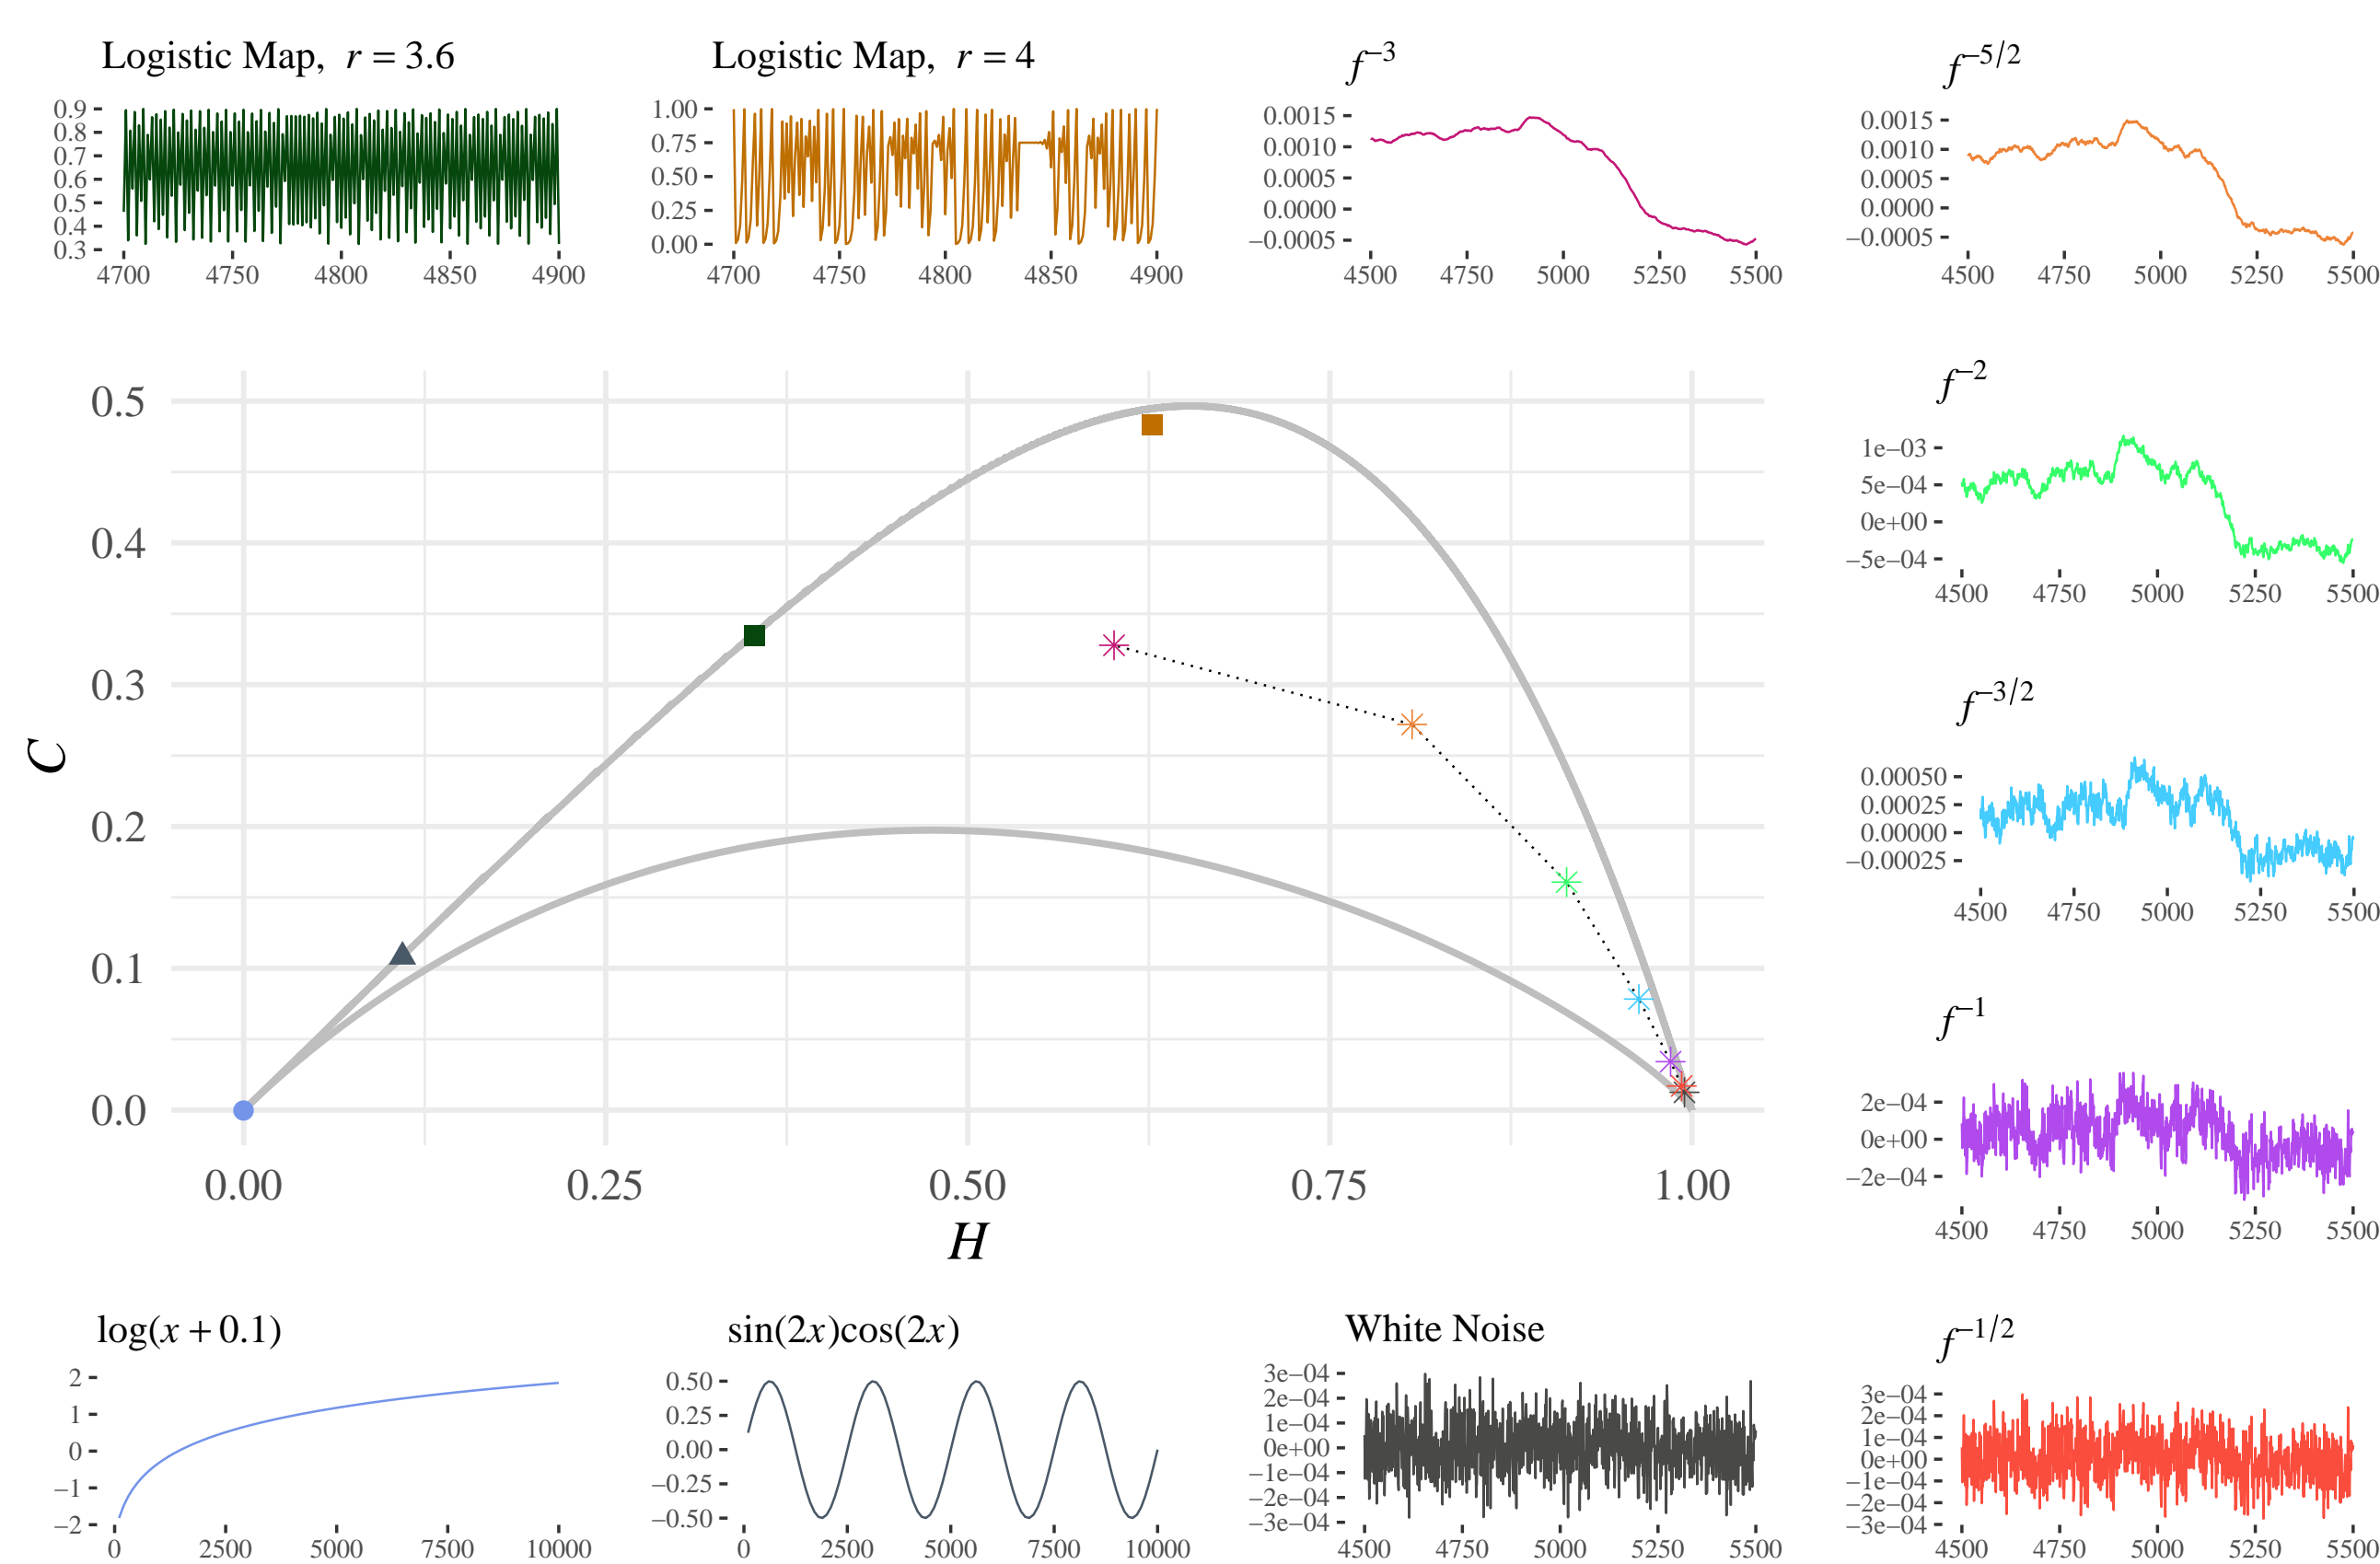 Logistic Map, r = 3.6
0.9
0.8
0.7
0.6
0.5
0.4
0.3
4700 4750 4800 4850 4900
Logistic Map, r = 4
1.00
0.75
0.50
0.25
0.00
4700 4750 4800 4850 4900
f⁻³
0.0015
0.0010
0.0005
0.0000
−0.0005
4500 4750 5000 5250 5500
f⁻⁵/²
0.0015
0.0010
0.0005
0.0000
−0.0005
4500 4750 5000 5250 5500
C
0.5
0.4
0.3
0.2
0.1
0.0
0.00 0.25 0.50 0.75 1.00
H
f⁻²
1e−03
5e−04
0e+00
−5e−04
4500 4750 5000 5250 5500
f⁻³/²
0.00050
0.00025
0.00000
−0.00025
4500 4750 5000 5250 5500
f⁻¹
2e−04
0e+00
−2e−04
4500 4750 5000 5250 5500
log(x + 0.1)
2
1
0
−1
−2
0 2500 5000 7500 10000
sin(2x)cos(2x)
0.50
0.25
0.00
−0.25
−0.50
0 2500 5000 7500 10000
White Noise
3e−04
2e−04
1e−04
0e+00
−1e−04
−2e−04
−3e−04
4500 4750 5000 5250 5500
f⁻¹/²
3e−04
2e−04
1e−04
0e+00
−1e−04
−2e−04
−3e−04
4500 4750 5000 5250 5500